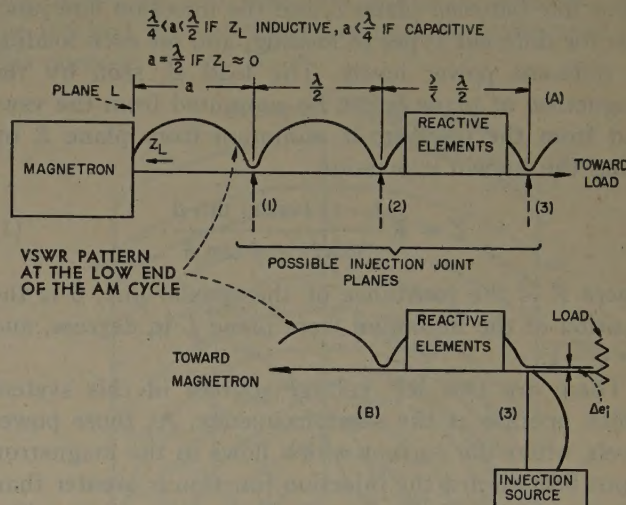 λ/4 < a < λ/2 IF Z_L INDUCTIVE, a < λ/4 IF CAPACITIVE
a = λ/2 IF Z_L ≈ 0
PLANE L
a
λ/2
λ/2
(A)
REACTIVE
ELEMENTS
Z_L
MAGNETRON
TOWARD
LOAD
(1)
(2)
(3)
VSWR PATTERN
AT THE LOW END
OF THE AM CYCLE
POSSIBLE INJECTION JOINT
PLANES
REACTIVE
ELEMENTS
LOAD
TOWARD
MAGNETRON
(B)
(3)
Δei
INJECTION
SOURCE